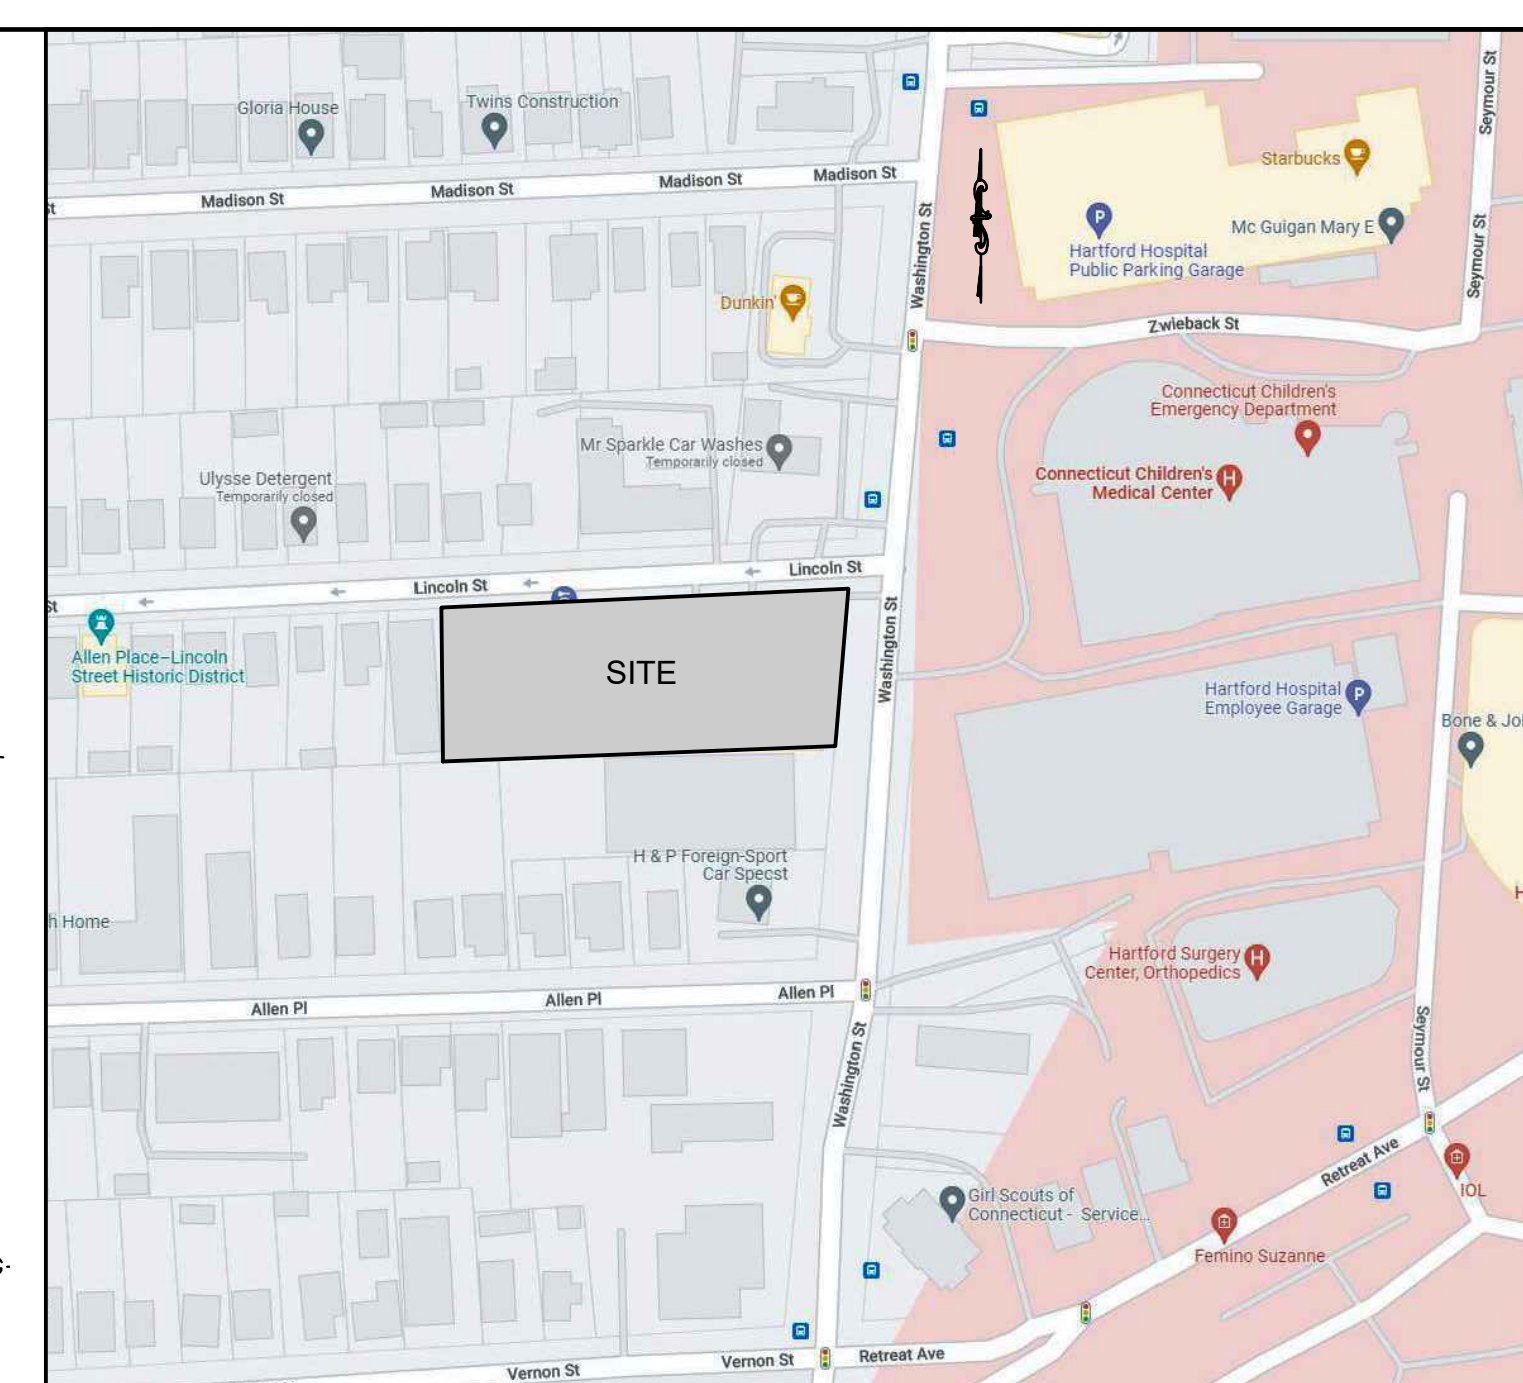 Seymour St
Gloria House
Twins Construction
Starbucks
Madison St
Madison St
Madison St
Madison St
St
Washington St
P
Mc Guigan Mary E
Hartford Hospital
Public Parking Garage
Seymour St
Dunkin'
Zwieback St
Connecticut Children's
Emergency Department
Mr Sparkle Car Washes
Temporarily closed
Connecticut Children's
Medical Center
H
Ulysse Detergent
Temporarily closed
Lincoln St
Lincoln St
St
Washington St
Allen Place–Lincoln
Street Historic District
SITE
Hartford Hospital
Employee Garage
P
Bone & Joi
H & P Foreign-Sport
Car Specst
h Home
H
Hartford Surgery
Center, Orthopedics
H
Allen Pl
Allen Pl
Allen Pl
Seymour St
Washington St
Retreat Ave
IOL
Girl Scouts of
Connecticut - Service...
Femino Suzanne
Vernon St
Vernon St
Retreat Ave